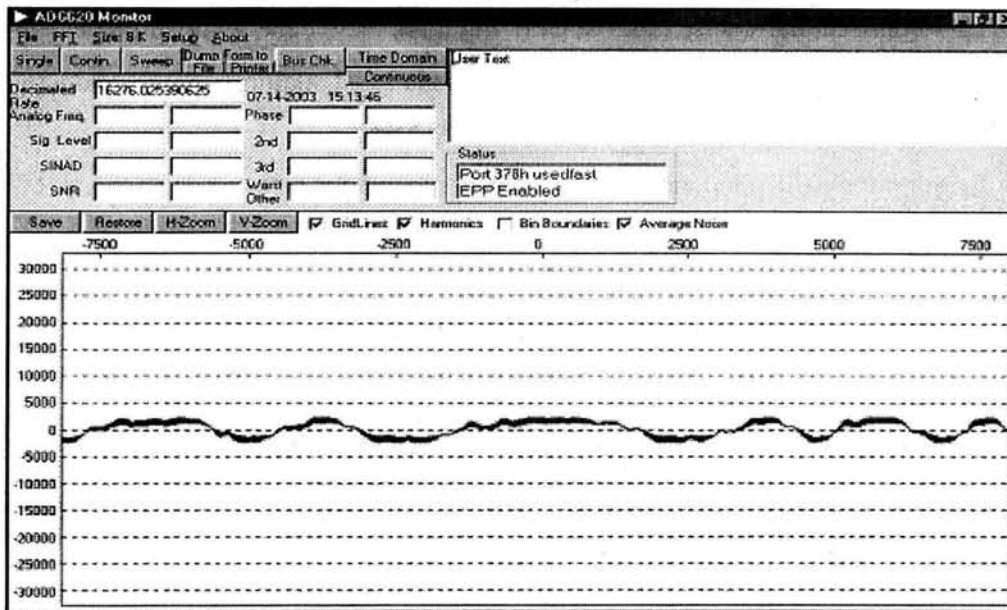 AD6620 Monitor
File FFT Size: 8 K Setup About
Single Contin. Sweep Dump File Form to Printer Bus Chk. Time Domain
Continuous
User Text
Decimated Rate 16276.025390625 07-14-2003 15:13:46
Analog Freq. Phase
Sig. Level 2nd
SINAD 3rd
SNR Worst Other
Status
Port 378h usedfast
EPP Enabled
Save Restore H-Zoom V-Zoom GridLines Harmonics Bin Boundaries Average Noise
-7500 -5000 -2500 0 2500 5000 7500
30000
25000
20000
15000
10000
5000
0
-5000
-10000
-15000
-20000
-25000
-30000